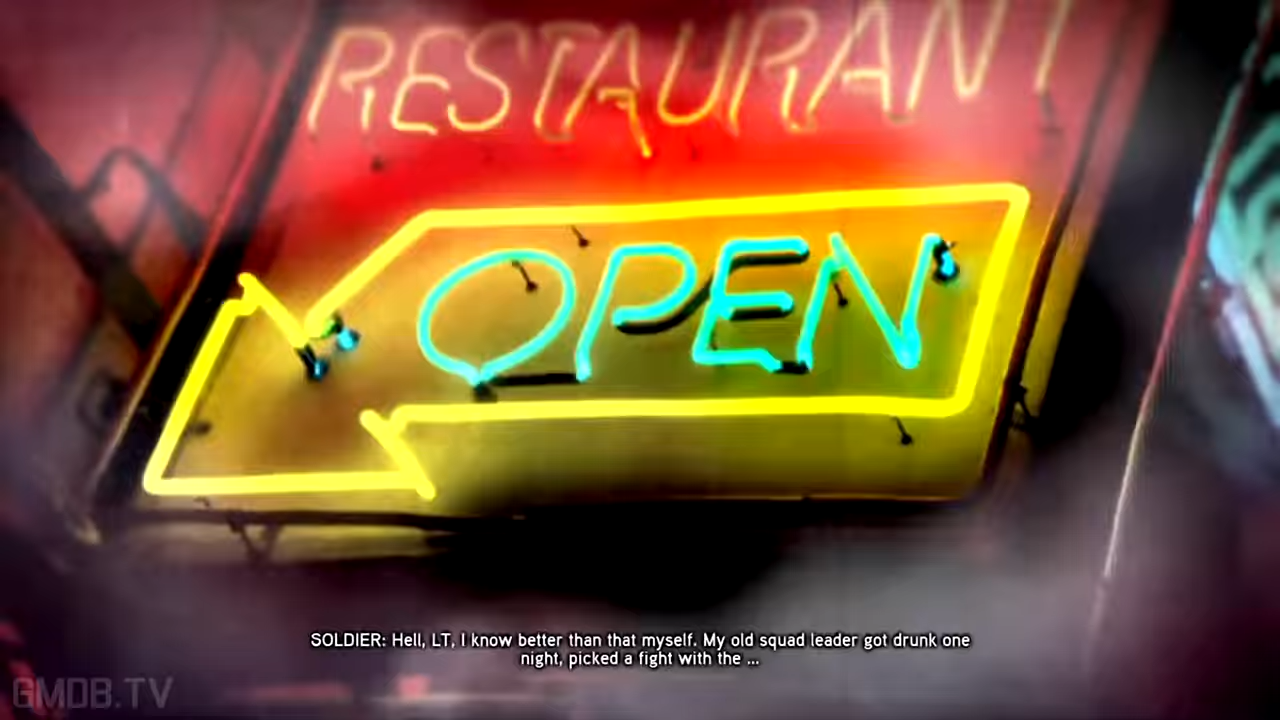 RESTAURANT
OPEN
SOLDIER: Hell, LT, I know better than that myself. My old squad leader got drunk one
night, picked a fight with the ...
GMDB.TV